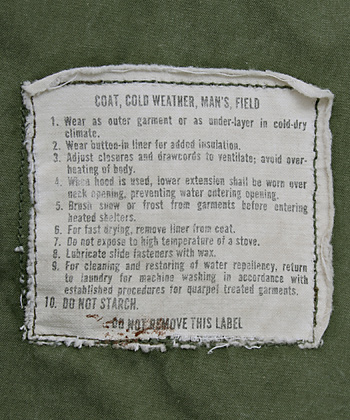 COAT, COLD WEATHER, MAN'S, FIELD
1. Wear as outer garment or as under-layer in cold-dry
climate.
2. Wear button-in liner for added insulation.
3. Adjust closures and drawcords to ventilate; avoid over-
heating of body.
4. When hood is used, lower extension shall be worn over
neck opening, preventing water entering opening.
5. Brush snow or frost from garments before entering
heated shelters.
6. For fast drying, remove liner from coat.
7. Do not expose to high temperature of a stove.
8. Lubricate slide fasteners with wax.
9. For cleaning and restoring of water repellency, return
to laundry for machine washing in accordance with
established procedures for quarpel treated garments.
10. DO NOT STARCH.
DO NOT REMOVE THIS LABEL